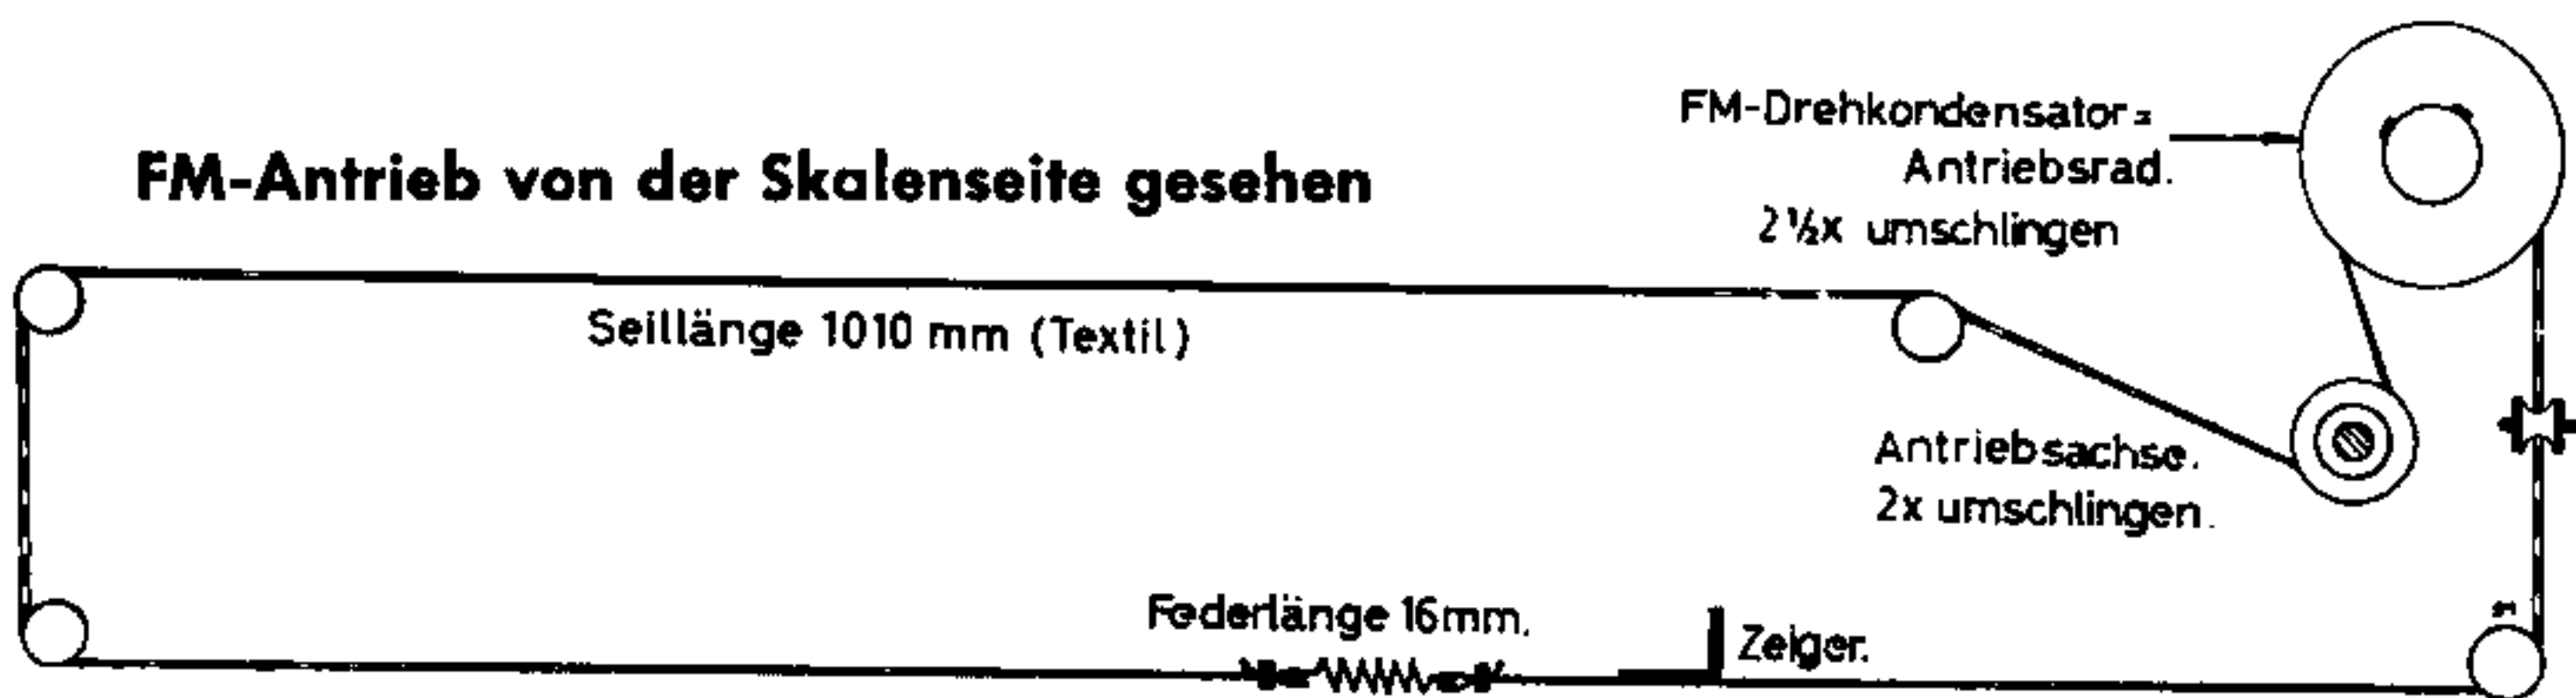 FM-Antrieb von der Skalenseite gesehen
FM-Drehkondensator=
Antriebsrad.
2½x umschlingen
Seillänge 1010 mm (Textil)
Antriebsachse.
2x umschlingen.
Federlänge 16mm.
Zeiger.